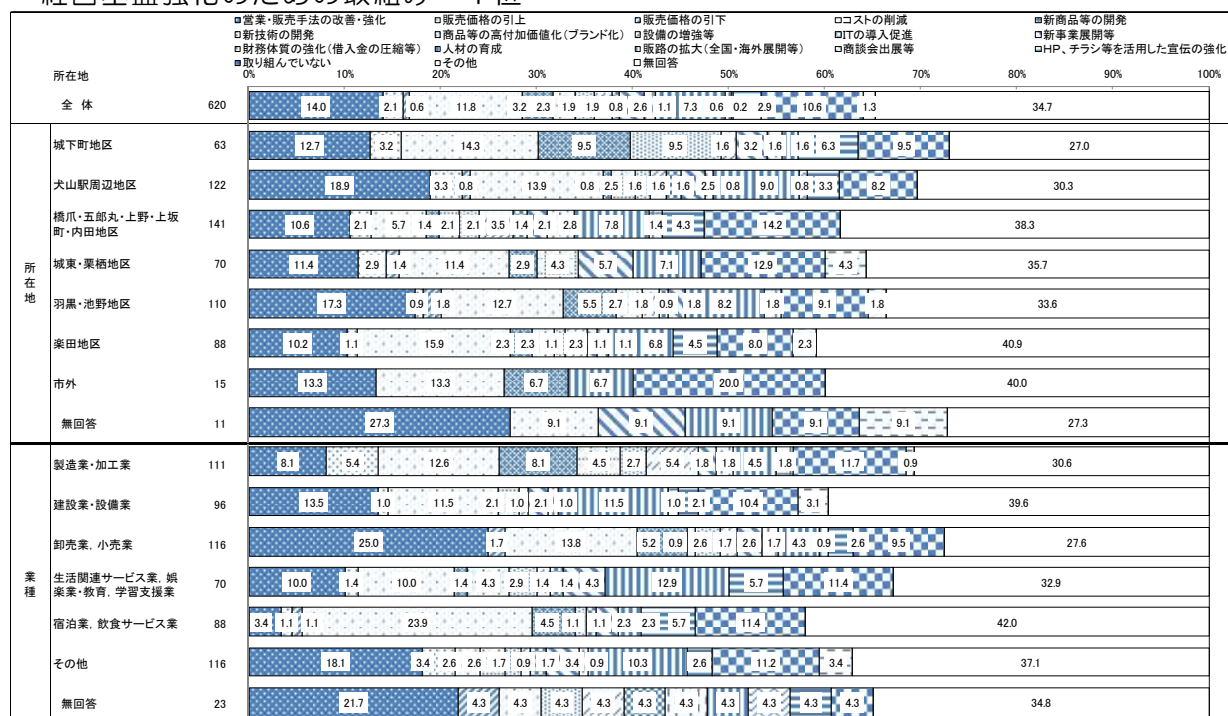 経営基盤強化のための取組み 1位
■営業・販売手法の改善・強化 □販売価格の引上 □販売価格の引下 □コストの削減 ■新商品等の開発
□新技術の開発 □商品等の高付加価値化(ブランド化) □設備の増強等 □ITの導入促進 □新事業展開等
□財務体質の強化(借入金の圧縮等) ■人材の育成 □販路の拡大(全国・海外展開等) □商談会出展等 ■HP、チラシ等を活用した宣伝の強化
■取り組んでいない □その他 □無回答
所在地 0% 10% 20% 30% 40% 50% 60% 70% 80% 90% 100%
全 体 620 14.0 2.1 0.6 11.8 3.2 2.3 1.9 1.9 0.8 2.6 1.1 7.3 0.6 0.2 2.9 10.6 1.3 34.7
所在地
城下町地区 63 12.7 3.2 14.3 9.5 9.5 1.6 3.2 1.6 1.6 6.3 9.5 27.0
犬山駅周辺地区 122 18.9 3.3 0.8 13.9 0.8 2.5 1.6 1.6 1.6 2.5 0.8 9.0 0.8 3.3 8.2 30.3
橋爪・五郎丸・上野・上坂
町・内田地区 141 10.6 2.1 5.7 1.4 2.1 2.1 3.5 1.4 2.1 2.8 7.8 1.4 4.3 14.2 38.3
城東・栗栖地区 70 11.4 2.9 1.4 11.4 2.9 4.3 5.7 7.1 12.9 4.3 35.7
羽黒・池野地区 110 17.3 0.9 1.8 12.7 5.5 2.7 1.8 0.9 1.8 8.2 1.8 9.1 1.8 33.6
楽田地区 88 10.2 1.1 15.9 2.3 2.3 1.1 2.3 1.1 1.1 6.8 4.5 8.0 2.3 40.9
市外 15 13.3 13.3 6.7 6.7 20.0 40.0
無回答 11 27.3 9.1 9.1 9.1 9.1 9.1 27.3
業種
製造業・加工業 111 8.1 5.4 12.6 8.1 4.5 2.7 5.4 1.8 1.8 4.5 1.8 11.7 0.9 30.6
建設業・設備業 96 13.5 1.0 11.5 2.1 1.0 2.1 1.0 11.5 1.0 2.1 10.4 3.1 39.6
卸売業,小売業 116 25.0 1.7 13.8 5.2 0.9 2.6 1.7 2.6 1.7 4.3 0.9 2.6 9.5 27.6
生活関連サービス業,娯
楽業・教育,学習支援業 70 10.0 1.4 10.0 1.4 4.3 2.9 1.4 1.4 4.3 12.9 5.7 11.4 32.9
宿泊業,飲食サービス業 88 3.4 1.1 1.1 23.9 4.5 1.1 1.1 2.3 2.3 2.3 5.7 11.4 42.0
その他 116 18.1 3.4 2.6 2.6 1.7 0.9 1.7 3.4 0.9 10.3 2.6 11.2 3.4 37.1
無回答 23 21.7 4.3 4.3 4.3 4.3 4.3 4.3 4.3 4.3 4.3 4.3 34.8